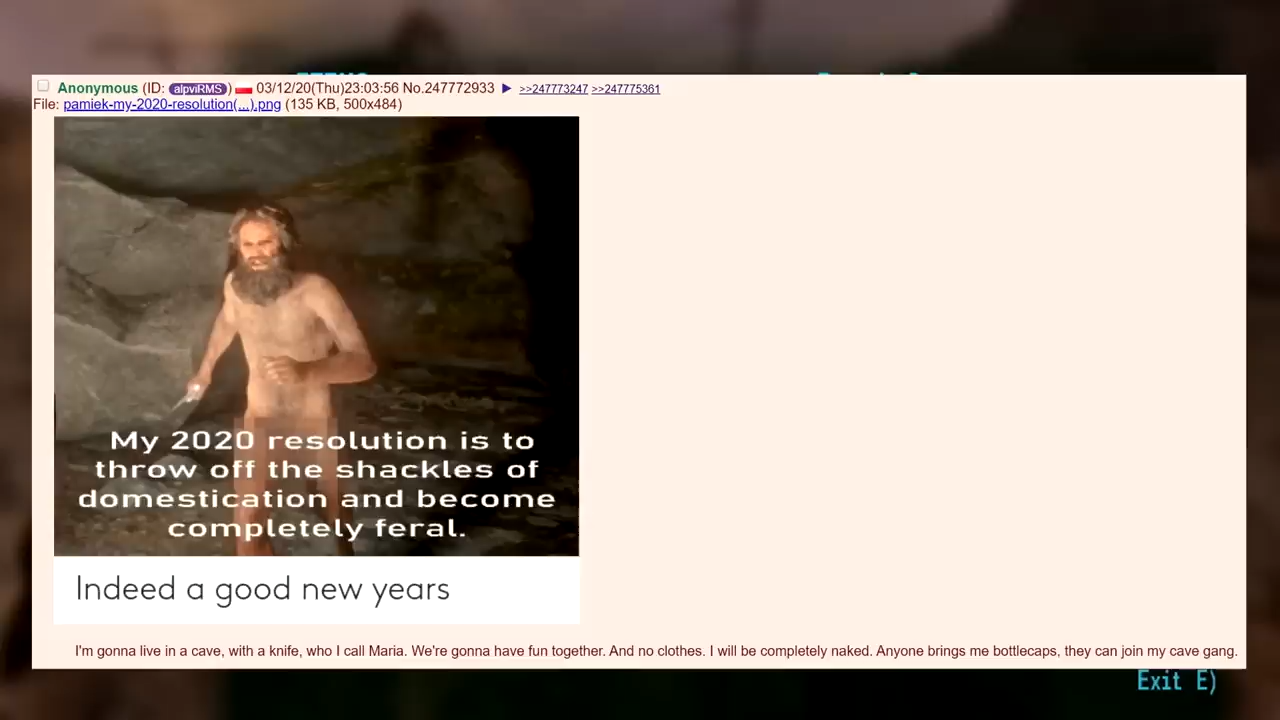 Anonymous (ID: alpviRMS) 03/12/20(Thu)23:03:56 No.247772933 ▶ >>247773247 >>247775361
File: pamiek-my-2020-resolution(...).png (135 KB, 500x484)
My 2020 resolution is to
throw off the shackles of
domestication and become
completely feral.
Indeed a good new years
I'm gonna live in a cave, with a knife, who I call Maria. We're gonna have fun together. And no clothes. I will be completely naked. Anyone brings me bottlecaps, they can join my cave gang.
Exit E)